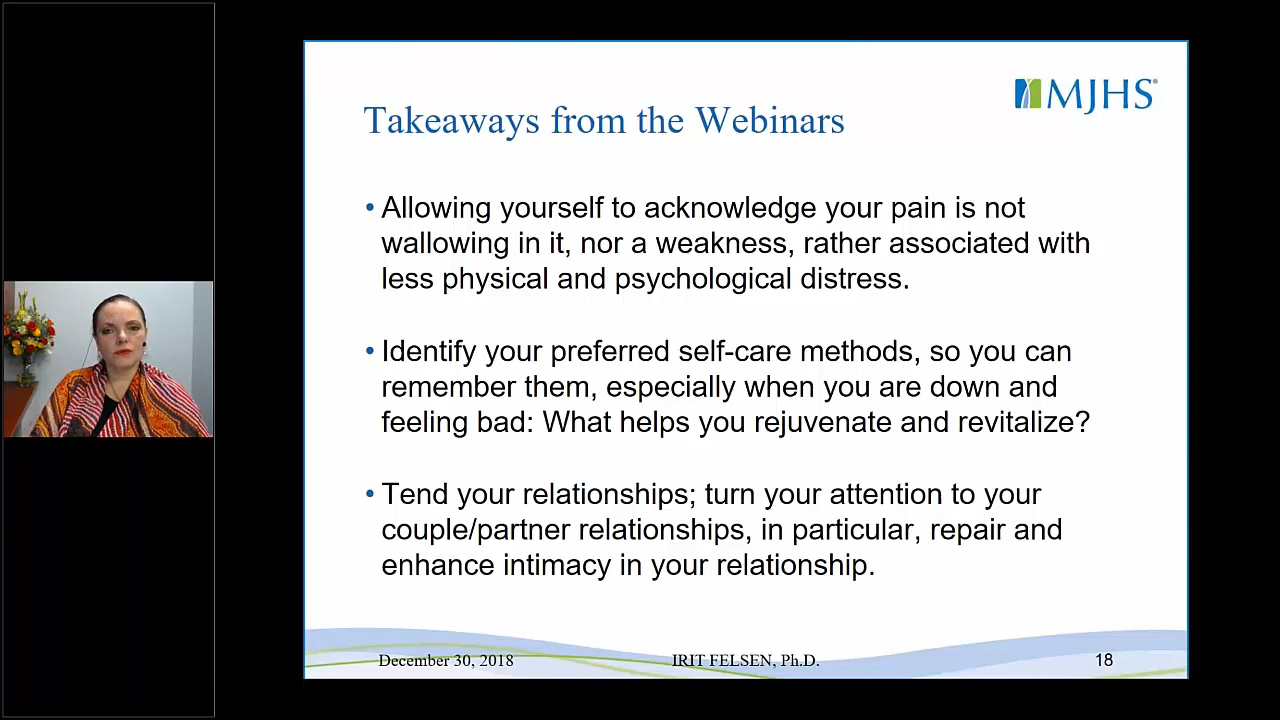 MJHS®
Takeaways from the Webinars
• Allowing yourself to acknowledge your pain is not
wallowing in it, nor a weakness, rather associated with
less physical and psychological distress.
• Identify your preferred self-care methods, so you can
remember them, especially when you are down and
feeling bad: What helps you rejuvenate and revitalize?
• Tend your relationships; turn your attention to your
couple/partner relationships, in particular, repair and
enhance intimacy in your relationship.
December 30, 2018 IRIT FELSEN, Ph.D. 18